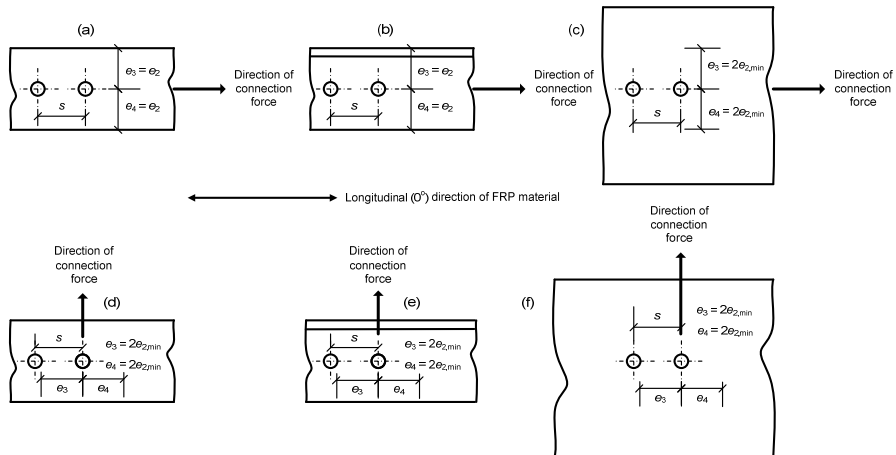 (a)
e3 = e2
e4 = e2
s
Direction of
connection
force
(b)
e3 = e2
e4 = e2
s
Direction of
connection
force
(c)
e3 = 2e2,min
e4 = 2e2,min
s
Direction of
connection
force
Longitudinal (0°) direction of FRP material
Direction of
connection
force
(d)
s
e3 = 2e2,min
e4 = 2e2,min
e3
e4
Direction of
connection
force
(e)
s
e3 = 2e2,min
e4 = 2e2,min
e3
e4
Direction of
connection
force
(f)
s
e3 = 2e2,min
e4 = 2e2,min
e3
e4